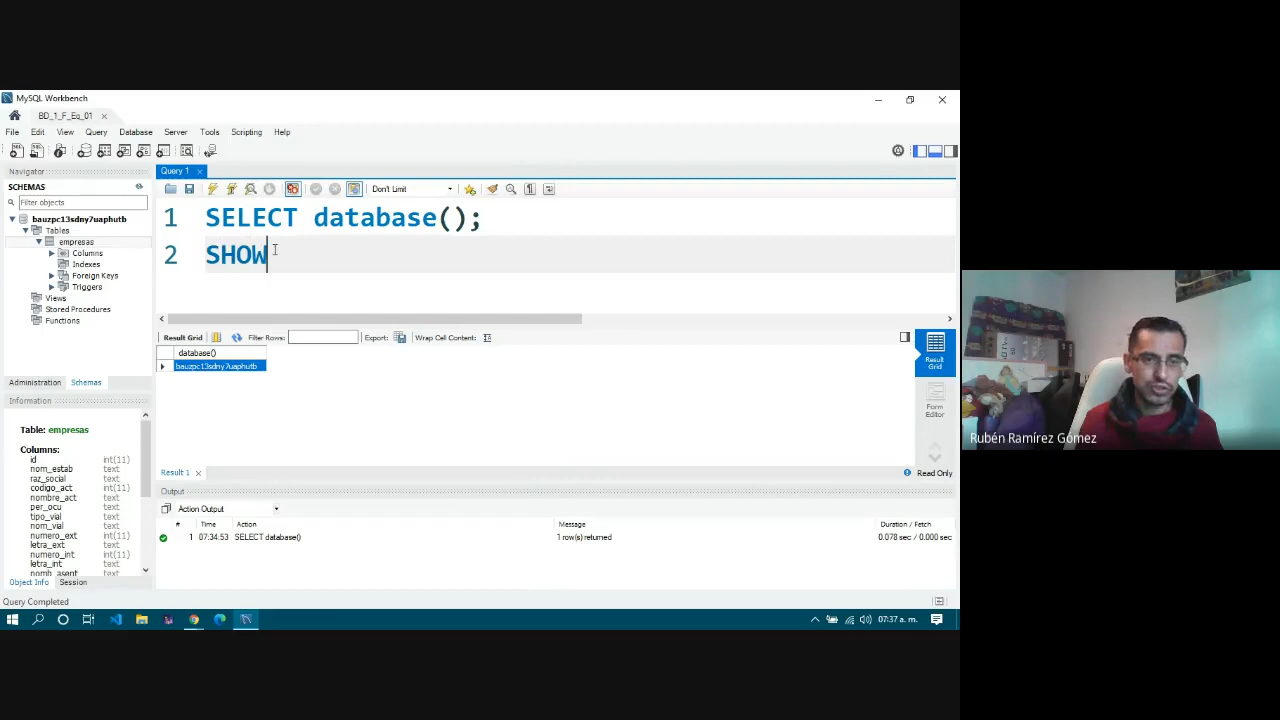 MySQL Workbench
BD_1_F_Eq_01
File Edit View Query Database Server Tools Scripting Help
Navigator
SCHEMAS
Filter objects
bauzpc13sdny7uaphutb
Tables
empresas
Columns
Indexes
Foreign Keys
Triggers
Views
Stored Procedures
Functions
Administration Schemas
Information
Table: empresas
Columns:
id int(11)
nom_estab text
raz_social text
codigo_act int(11)
nombre_act text
per_ocu text
tipo_vial text
nom_vial text
numero_ext int(11)
letra_ext text
numero_int int(11)
letra_int text
nomb_asent text
Object Info Session
Query Completed
Query 1
Don't Limit
1 SELECT database();
2 SHOW
Result Grid Filter Rows: Export: Wrap Cell Content:
database()
bauzpc13sdny7uaphutb
Result Grid
Form Editor
Result 1
Read Only
Output
Action Output
# Time Action Message Duration / Fetch
1 07:34:53 SELECT database() 1 row(s) returned 0.078 sec / 0.000 sec
07:37 a. m.
Rubén Ramírez Gómez